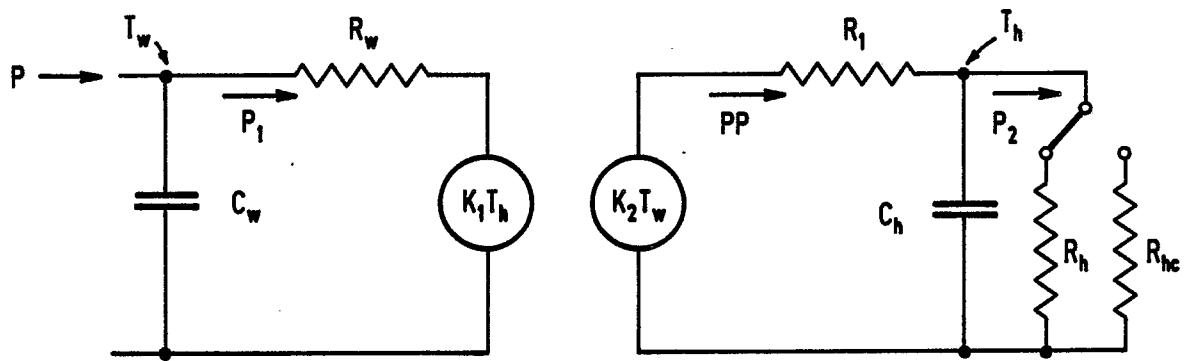 T_w
R_w
P
P_1
C_w
K_1T_h
K_2T_w
R_1
PP
T_h
P_2
C_h
R_h
R_hc